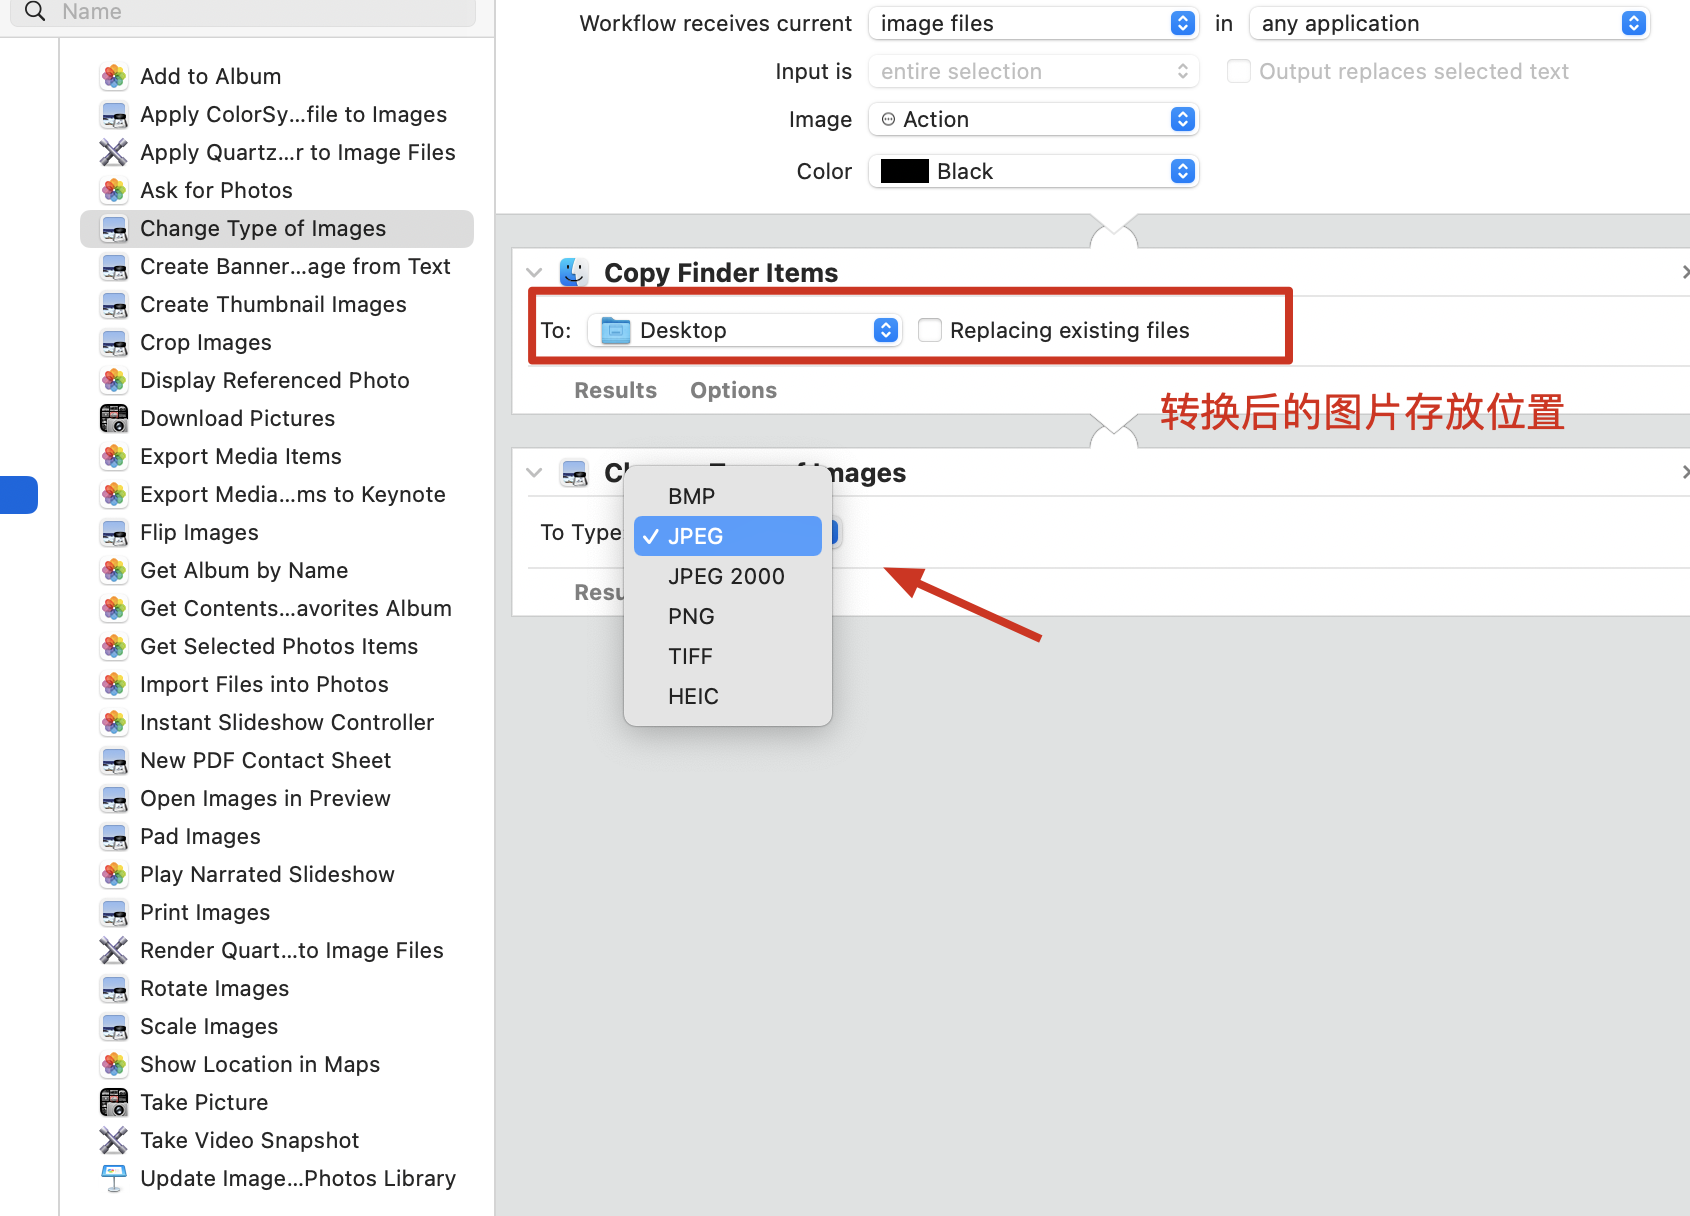 Name
Add to Album
Apply ColorSy...file to Images
Apply Quartz...r to Image Files
Ask for Photos
Change Type of Images
Create Banner...age from Text
Create Thumbnail Images
Crop Images
Display Referenced Photo
Download Pictures
Export Media Items
Export Media...ms to Keynote
Flip Images
Get Album by Name
Get Contents...avorites Album
Get Selected Photos Items
Import Files into Photos
Instant Slideshow Controller
New PDF Contact Sheet
Open Images in Preview
Pad Images
Play Narrated Slideshow
Print Images
Render Quart...to Image Files
Rotate Images
Scale Images
Show Location in Maps
Take Picture
Take Video Snapshot
Update Image...Photos Library
Workflow receives current image files in any application
Input is entire selection Output replaces selected text
Image Action
Color Black
Copy Finder Items
To: Desktop Replacing existing files
Results Options
转换后的图片存放位置
To Type
BMP
JPEG
JPEG 2000
PNG
TIFF
HEIC